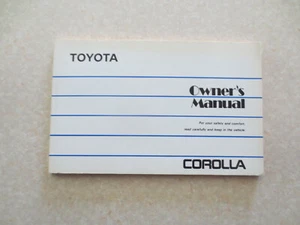 TOYOTA
Owner's
Manual
For your safety and comfort,
read carefully and keep in the vehicle.
COROLLA